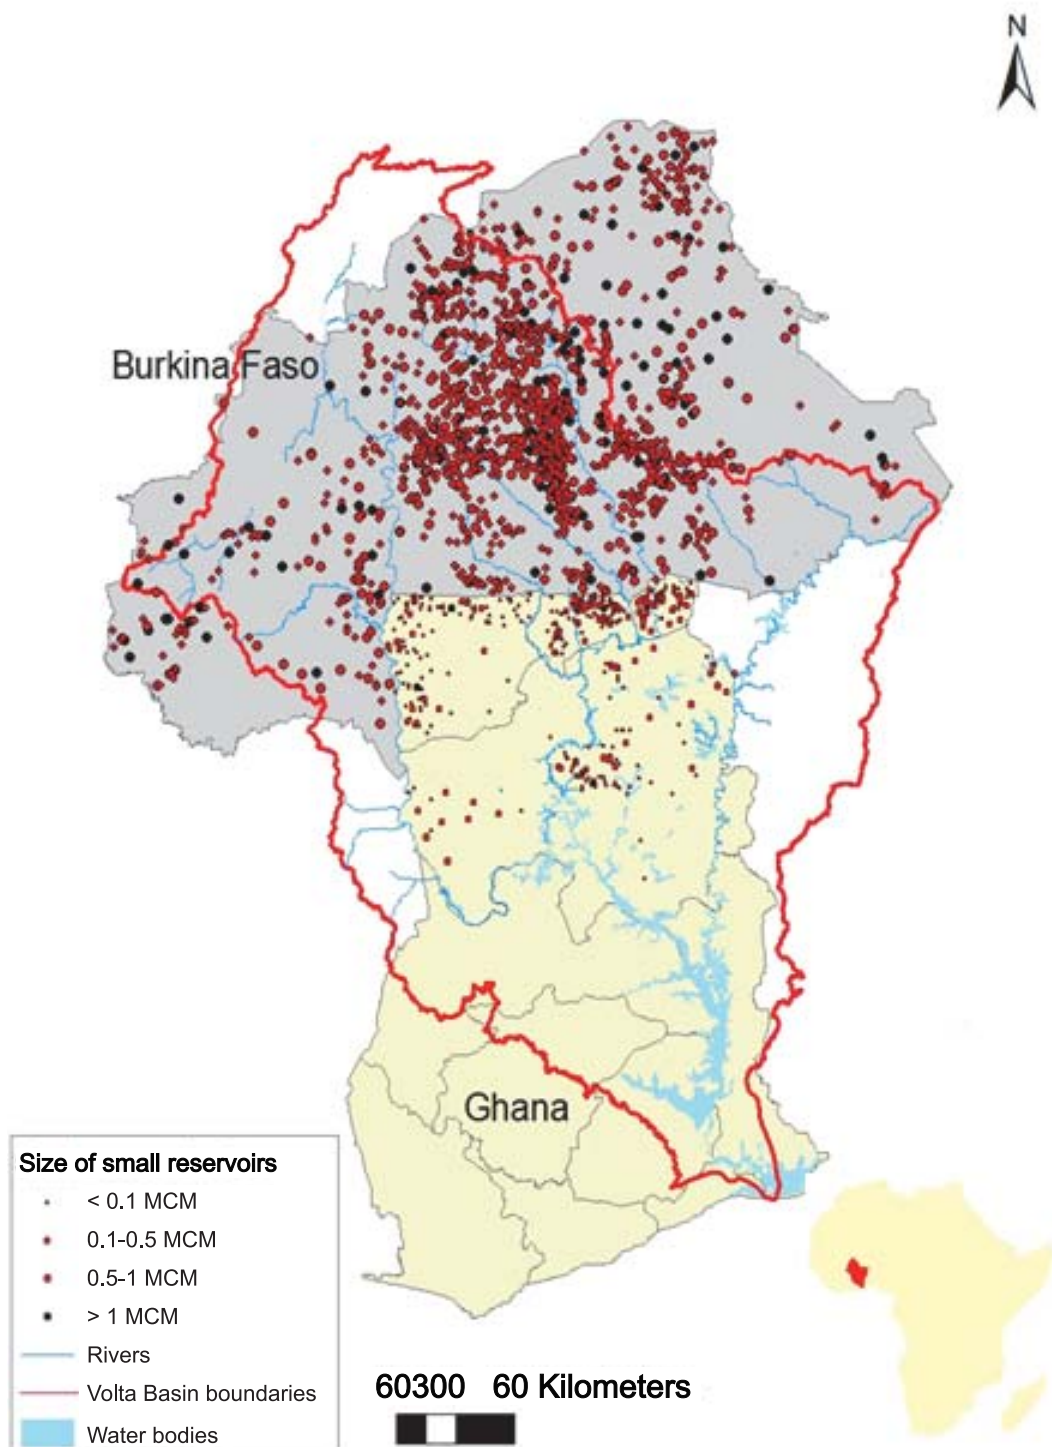 N
Burkina Faso
Ghana
Size of small reservoirs
< 0.1 MCM
0.1-0.5 MCM
0.5-1 MCM
> 1 MCM
Rivers
Volta Basin boundaries
Water bodies
60300 60 Kilometers